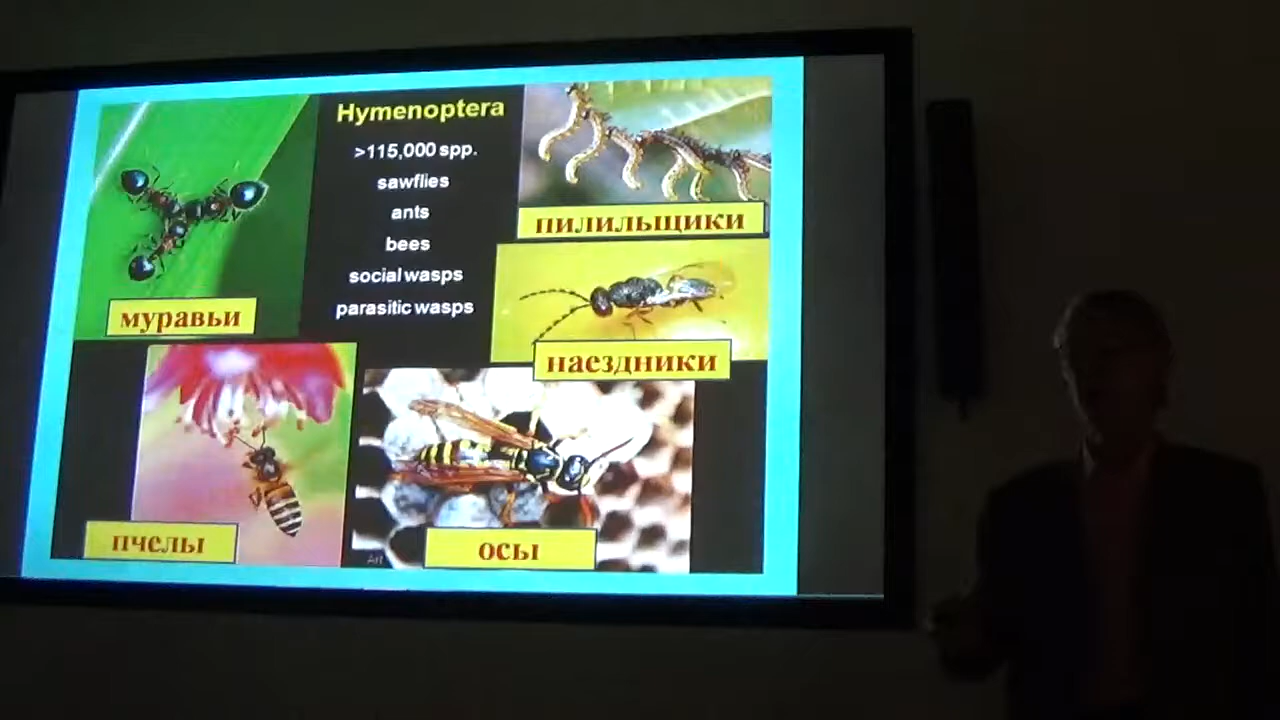 Hymenoptera
>115,000 spp.
sawflies
ants
bees
social wasps
parasitic wasps
пилильщики
муравьи
наездники
пчелы
осы